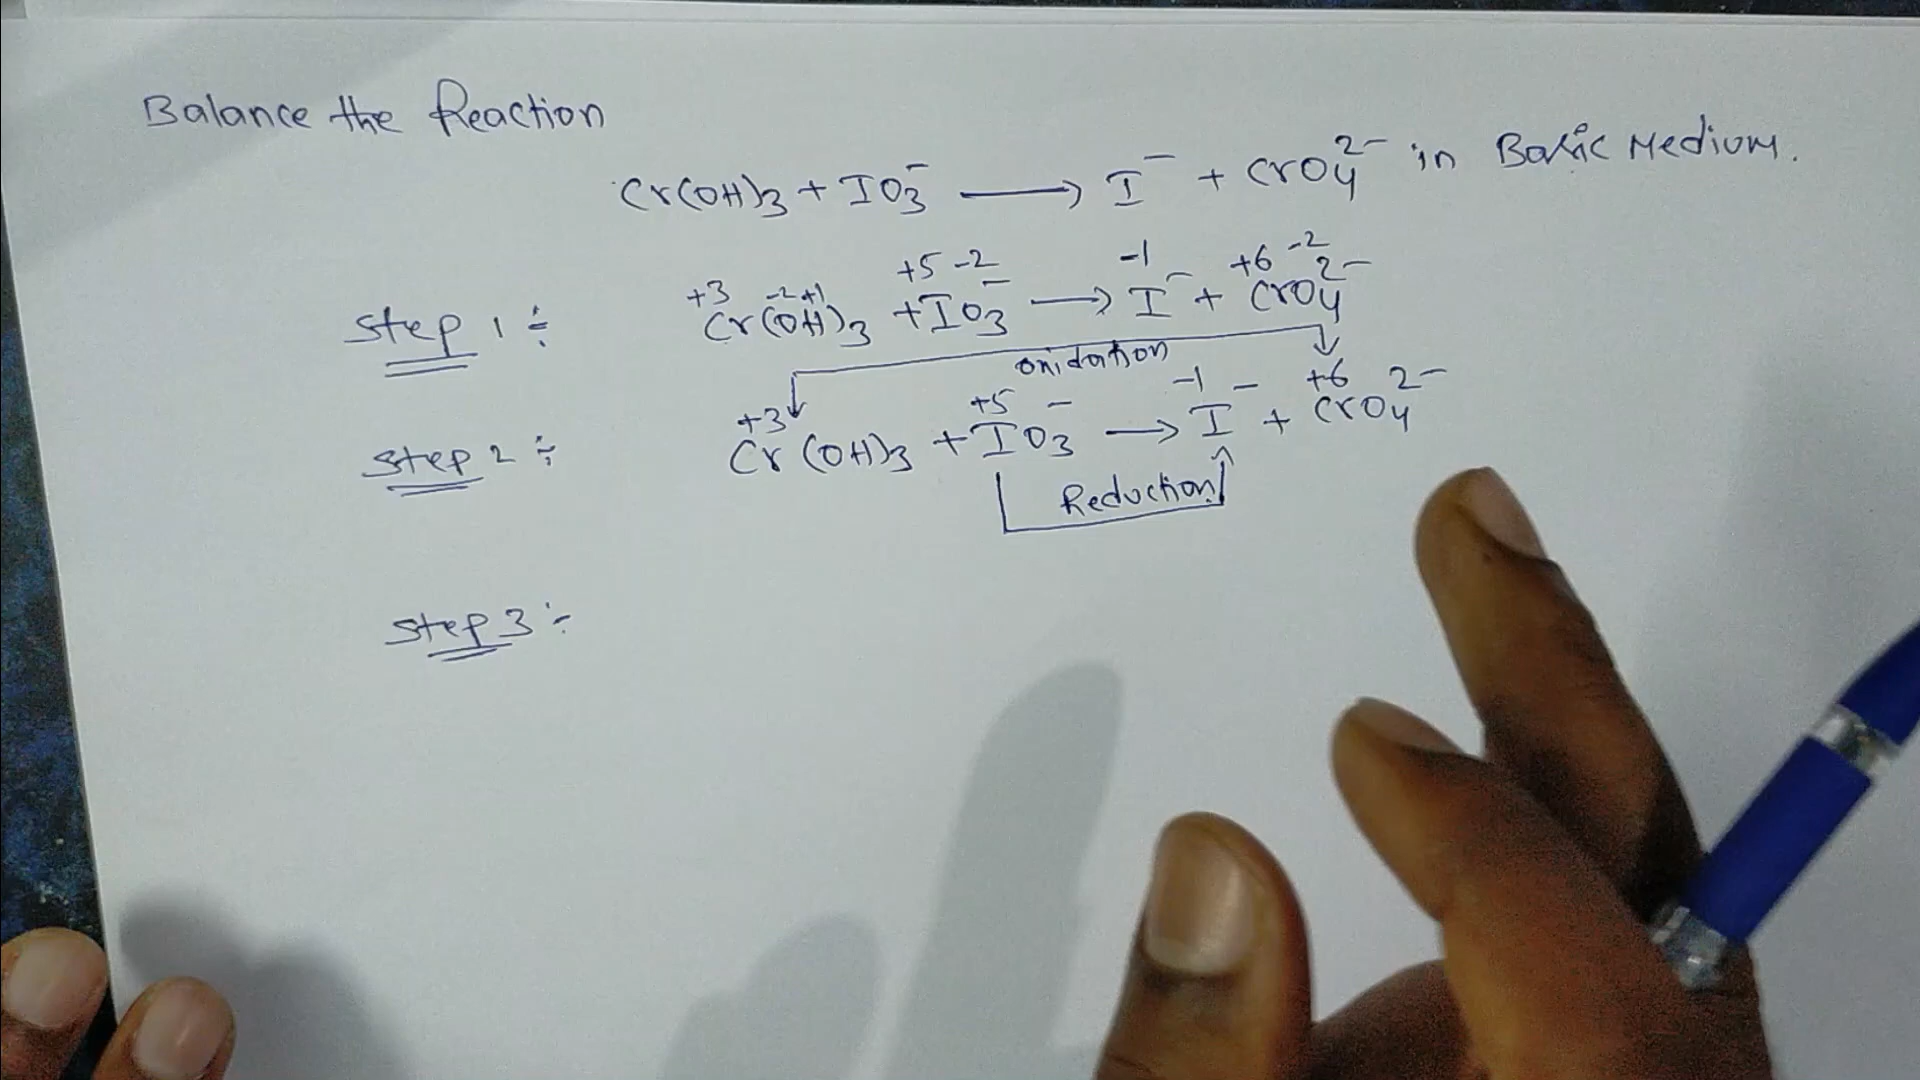 Balance the Reaction
Cr(OH)3 + IO3⁻ ⟶ I⁻ + CrO4²⁻ in Basic Medium.
+3 -2 +1 +5 -2 -1 +6 -2
Step 1 ÷ Cr(OH)3 + IO3⁻ ⟶ I⁻ + CrO4²⁻
oxidation
+3 +5 -1 +6
Step 2 ÷ Cr(OH)3 + IO3⁻ ⟶ I⁻ + CrO4²⁻
Reduction
Step 3 ÷